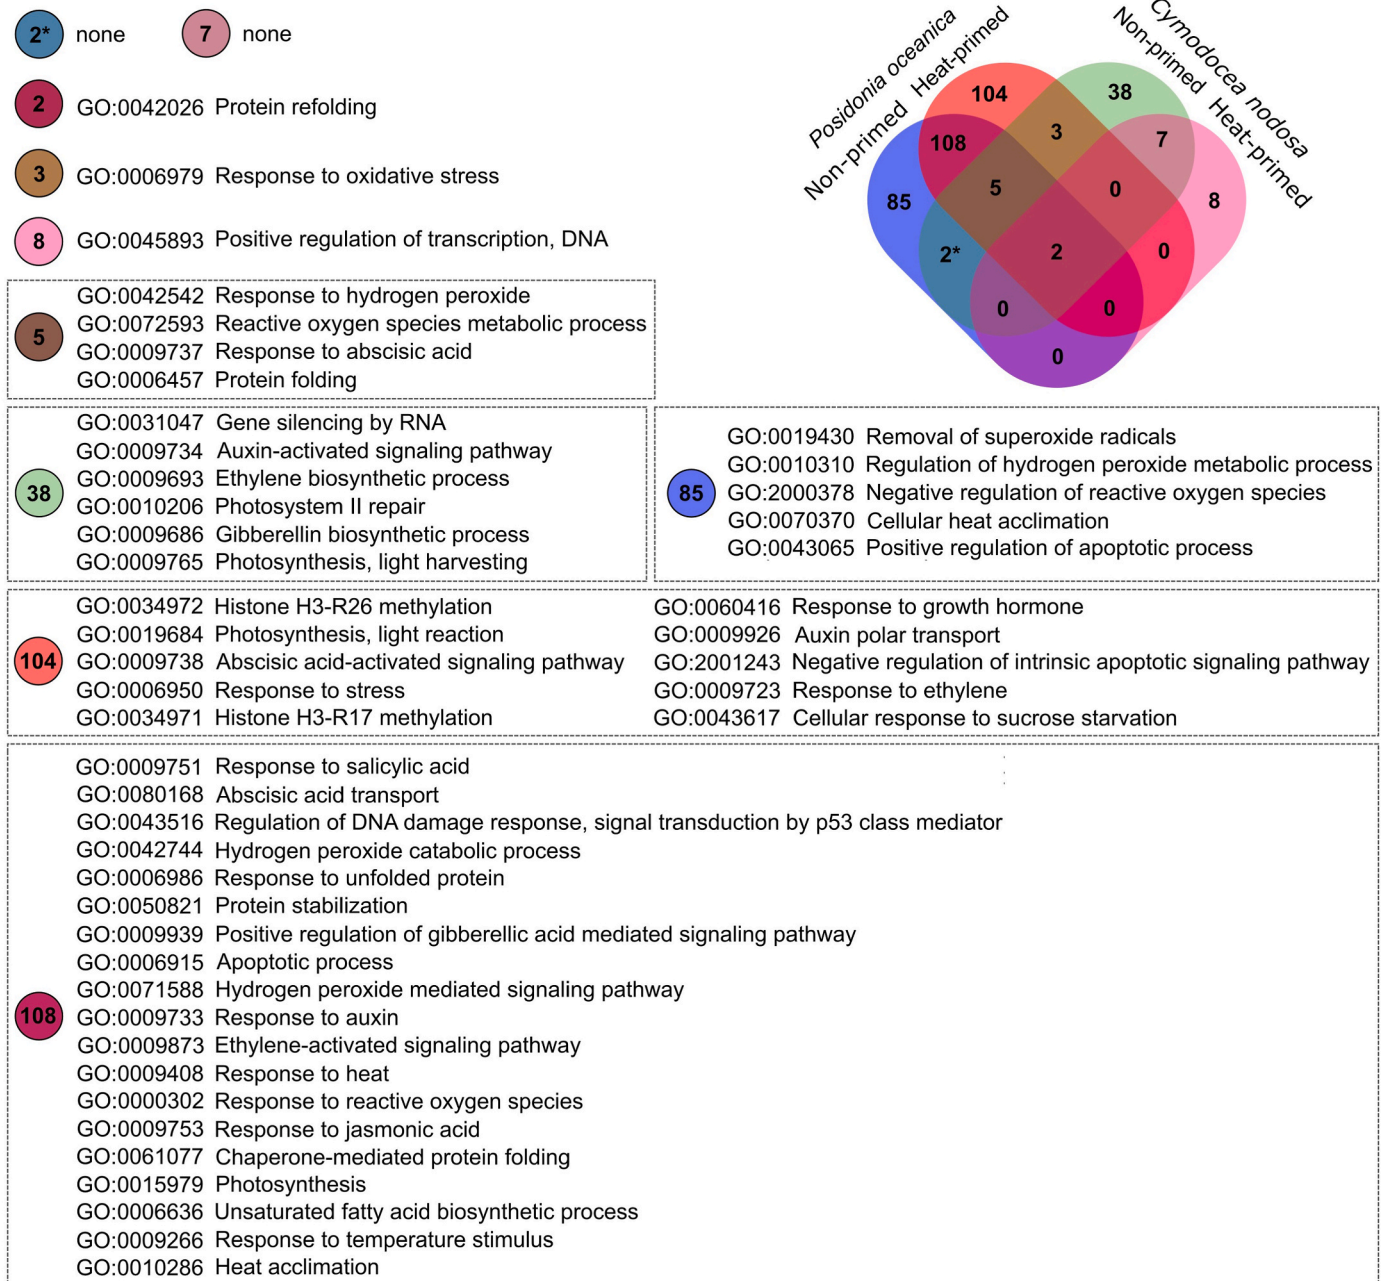 2* none 7 none
2 GO:0042026 Protein refolding
3 GO:0006979 Response to oxidative stress
8 GO:0045893 Positive regulation of transcription, DNA
Posidonia oceanica
Non-primed Heat-primed
Cymodocea nodosa
Non-primed Heat-primed
104 38
108 3 7
85 5 0 8
2* 2 0
0 0
0
5
GO:0042542 Response to hydrogen peroxide
GO:0072593 Reactive oxygen species metabolic process
GO:0009737 Response to abscisic acid
GO:0006457 Protein folding
38
GO:0031047 Gene silencing by RNA
GO:0009734 Auxin-activated signaling pathway
GO:0009693 Ethylene biosynthetic process
GO:0010206 Photosystem II repair
GO:0009686 Gibberellin biosynthetic process
GO:0009765 Photosynthesis, light harvesting
85
GO:0019430 Removal of superoxide radicals
GO:0010310 Regulation of hydrogen peroxide metabolic process
GO:2000378 Negative regulation of reactive oxygen species
GO:0070370 Cellular heat acclimation
GO:0043065 Positive regulation of apoptotic process
104
GO:0034972 Histone H3-R26 methylation
GO:0019684 Photosynthesis, light reaction
GO:0009738 Abscisic acid-activated signaling pathway
GO:0006950 Response to stress
GO:0034971 Histone H3-R17 methylation
GO:0060416 Response to growth hormone
GO:0009926 Auxin polar transport
GO:2001243 Negative regulation of intrinsic apoptotic signaling pathway
GO:0009723 Response to ethylene
GO:0043617 Cellular response to sucrose starvation
108
GO:0009751 Response to salicylic acid
GO:0080168 Abscisic acid transport
GO:0043516 Regulation of DNA damage response, signal transduction by p53 class mediator
GO:0042744 Hydrogen peroxide catabolic process
GO:0006986 Response to unfolded protein
GO:0050821 Protein stabilization
GO:0009939 Positive regulation of gibberellic acid mediated signaling pathway
GO:0006915 Apoptotic process
GO:0071588 Hydrogen peroxide mediated signaling pathway
GO:0009733 Response to auxin
GO:0009873 Ethylene-activated signaling pathway
GO:0009408 Response to heat
GO:0000302 Response to reactive oxygen species
GO:0009753 Response to jasmonic acid
GO:0061077 Chaperone-mediated protein folding
GO:0015979 Photosynthesis
GO:0006636 Unsaturated fatty acid biosynthetic process
GO:0009266 Response to temperature stimulus
GO:0010286 Heat acclimation